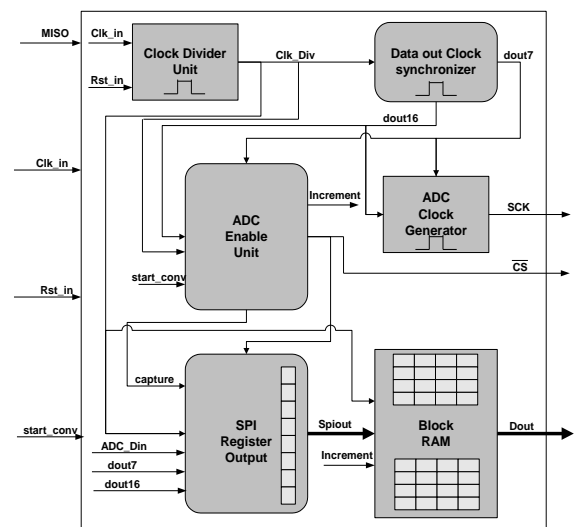 MISO
Clk_in
Clock Divider
Unit
Rst_in
Clk_Div
Data out Clock
synchronizer
dout7
dout16
Clk_in
ADC
Enable
Unit
Increment
start_conv
ADC
Clock
Generator
SCK
CS
Rst_in
capture
SPI
Register
Output
ADC_Din
dout7
dout16
start_conv
Spiout
Increment
Block
RAM
Dout